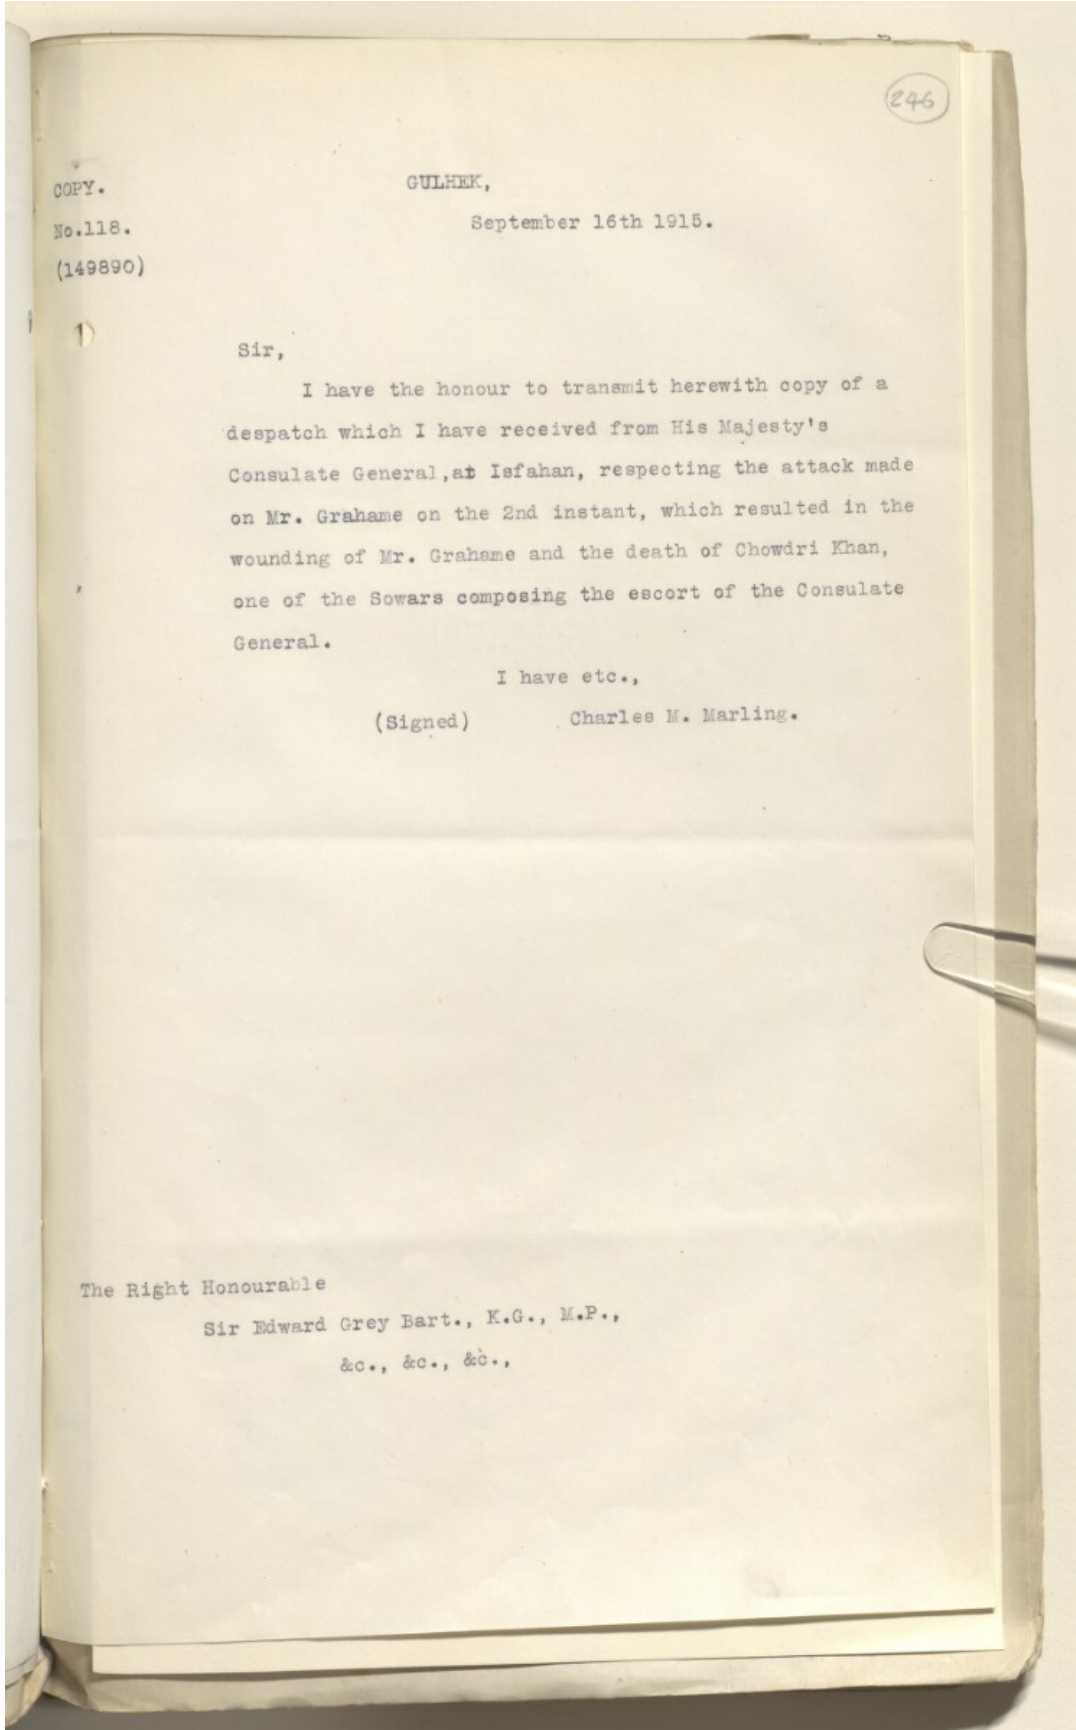 246
COPY.
GULHEK,
No.118.
September 16th 1915.
(149890)
Sir,
I have the honour to transmit herewith copy of a
despatch which I have received from His Majesty's
Consulate General,at Isfahan, respecting the attack made
on Mr. Grahame on the 2nd instant, which resulted in the
wounding of Mr. Grahame and the death of Chowdri Khan,
one of the Sowars composing the escort of the Consulate
General.
I have etc.,
(Signed) Charles M. Marling.
The Right Honourable
Sir Edward Grey Bart., K.G., M.P.,
&c., &c., &c.,